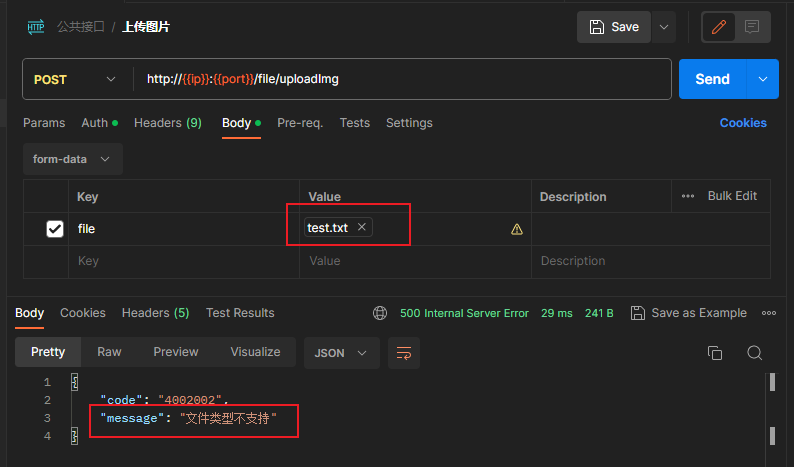 HTTP 公共接口 / 上传图片 Save
POST http://{{ip}}:{{port}}/file/uploadImg Send
Params Auth Headers (9) Body Pre-req. Tests Settings Cookies
form-data
Key Value Description ••• Bulk Edit
file test.txt
Key Value Description
Body Cookies Headers (5) Test Results 500 Internal Server Error 29 ms 241 B Save as Example
Pretty Raw Preview Visualize JSON
1 {
2 "code": "4002002",
3 "message": "文件类型不支持"
4 }